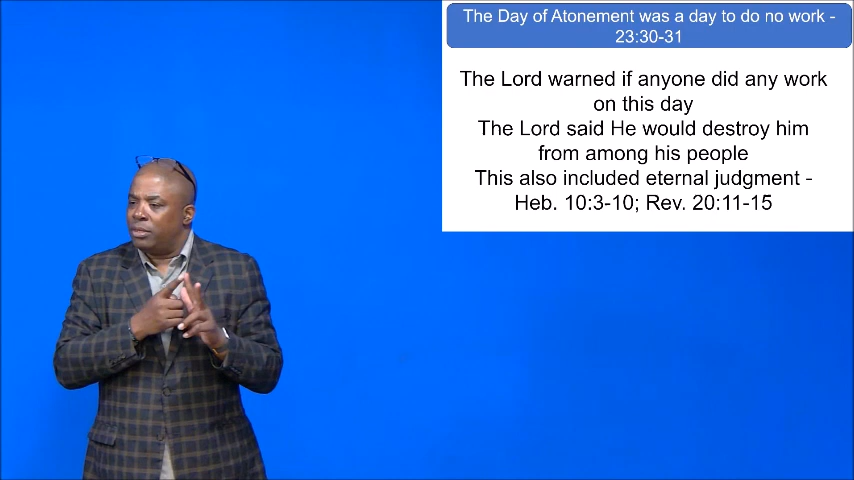 The Day of Atonement was a day to do no work -
23:30-31
The Lord warned if anyone did any work
on this day
The Lord said He would destroy him
from among his people
This also included eternal judgment -
Heb. 10:3-10; Rev. 20:11-15